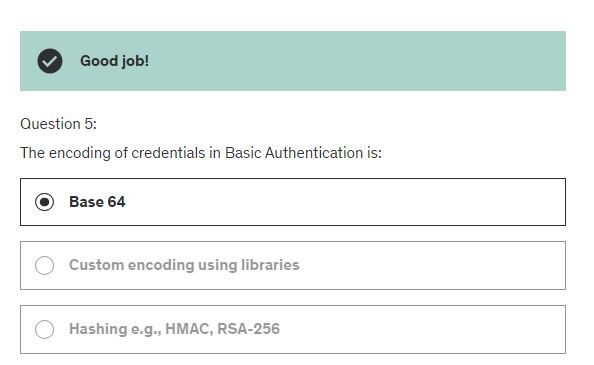 Good job!
Question 5:
The encoding of credentials in Basic Authentication is:
Base 64
Custom encoding using libraries
Hashing e.g., HMAC, RSA-256